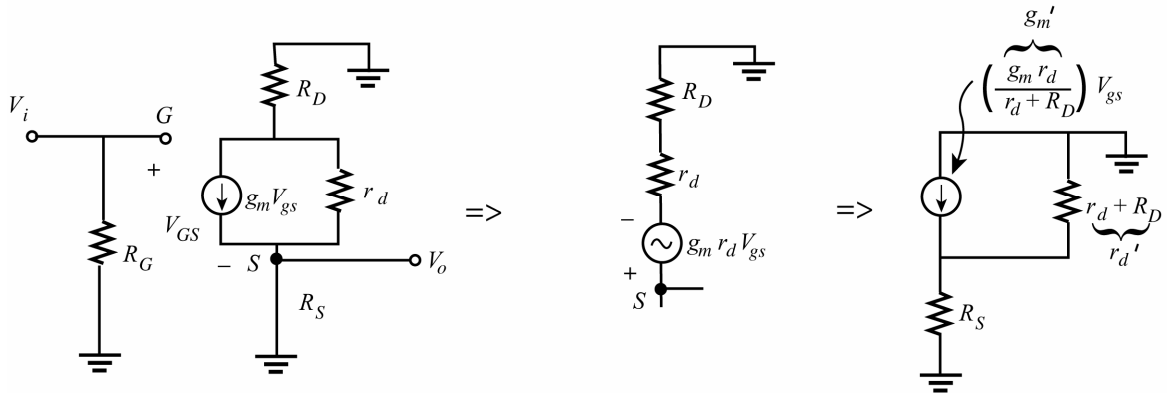 V_i
G
+
R_G
R_D
g_m V_gs
r_d
V_GS
– S
V_o
R_S
=>
R_D
r_d
–
g_m r_d V_gs
+
S
=>
g_m'
(g_m r_d / r_d + R_D) V_gs
r_d + R_D
r_d'
R_S